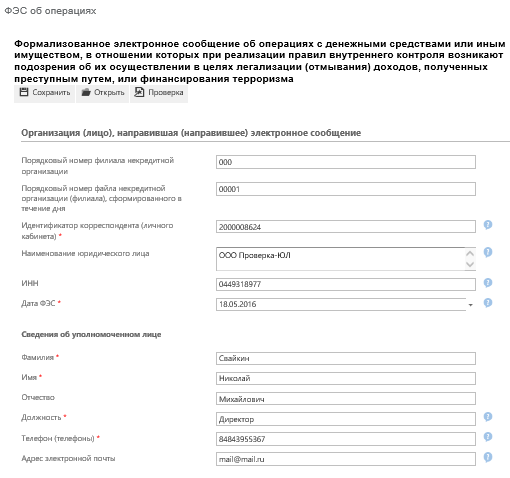 ФЭС об операциях
Формализованное электронное сообщение об операциях с денежными средствами или иным
имуществом, в отношении которых при реализации правил внутреннего контроля возникают
подозрения об их осуществлении в целях легализации (отмывания) доходов, полученных
преступным путем, или финансирования терроризма
Сохранить Открыть Проверка
Организация (лицо), направившая (направившее) электронное сообщение
Порядковый номер филиала некредитной
организации
000
Порядковый номер файла некредитной
организации (филиала), сформированного в
течение дня
00001
Идентификатор корреспондента (личного
кабинета) *
2000008624
Наименование юридического лица
ООО Проверка-ЮЛ
ИНН
0449318977
Дата ФЭС *
18.05.2016
Сведения об уполномоченном лице
Фамилия *
Свайкин
Имя *
Николай
Отчество
Михайлович
Должность *
Директор
Телефон (телефоны) *
84843955367
Адрес электронной почты
mail@mail.ru